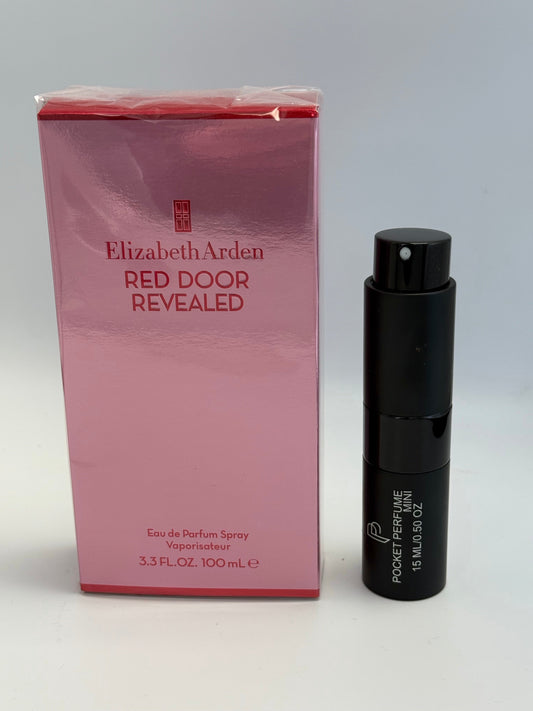 Elizabeth Arden
RED DOOR
REVEALED
Eau de Parfum Spray
Vaporisateur
3.3 FL.OZ. 100 mL ℮
POCKET PERFUME
MINI
15 ML/0.50 OZ